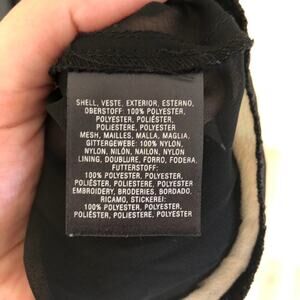 SHELL, VESTE, EXTERIOR, ESTERNO,
OBERSTOFF: 100% POLYESTER,
POLYESTER, POLIÉSTER,
POLIESTERE, POLYESTER
MESH, MAILLES, MALLA, MAGLIA,
GITTERGEWEBE: 100% NYLON,
NYLON, NILÓN, NAILON, NYLON
LINING, DOUBLURE, FORRO, FODERA,
FUTTERSTOFF:
100% POLYESTER, POLYESTER,
POLIÉSTER, POLIESTERE,
POLYESTER
EMBROIDERY, BRODERIES, BORDADO,
RICAMO, STICKEREI:
100% POLYESTER, POLYESTER,
POLIÉSTER, POLIESTERE, POLYESTER